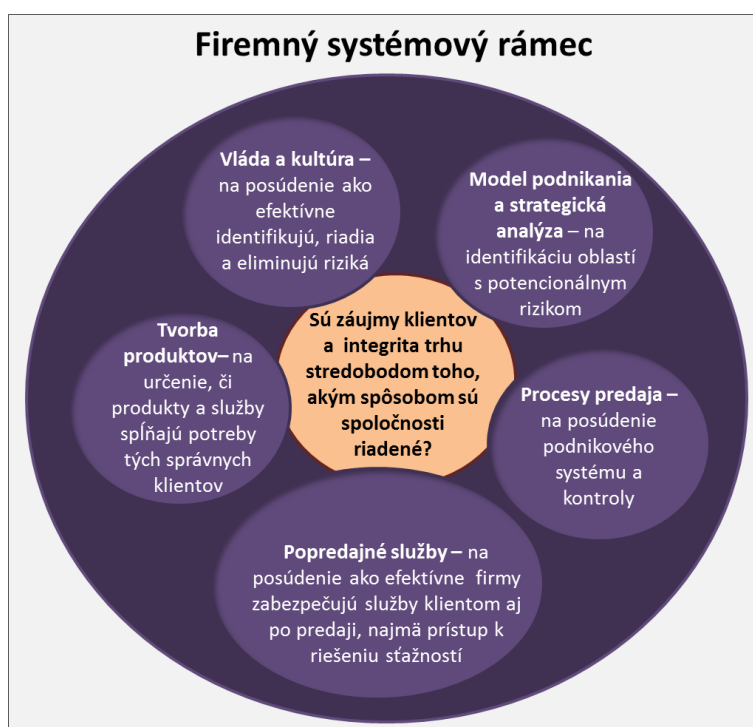 Firemný systémový rámec
Vláda a kultúra –
na posúdenie ako
efektívne
identifikujú, riadia
a eliminujú riziká
Model podnikania
a strategická
analýza – na
identifikáciu oblastí
s potencionálnym
rizikom
Sú záujmy klientov
a integrita trhu
stredobodom toho,
akým spôsobom sú
spoločnosti
riadené?
Tvorba
produktov– na
určenie, či
produkty a služby
spĺňajú potreby
tých správnych
klientov
Procesy predaja –
na posúdenie
podnikového
systému a
kontroly
Popredajné služby – na
posúdenie ako efektívne firmy
zabezpečujú služby klientom aj
po predaji, najmä prístup k
riešeniu sťažností